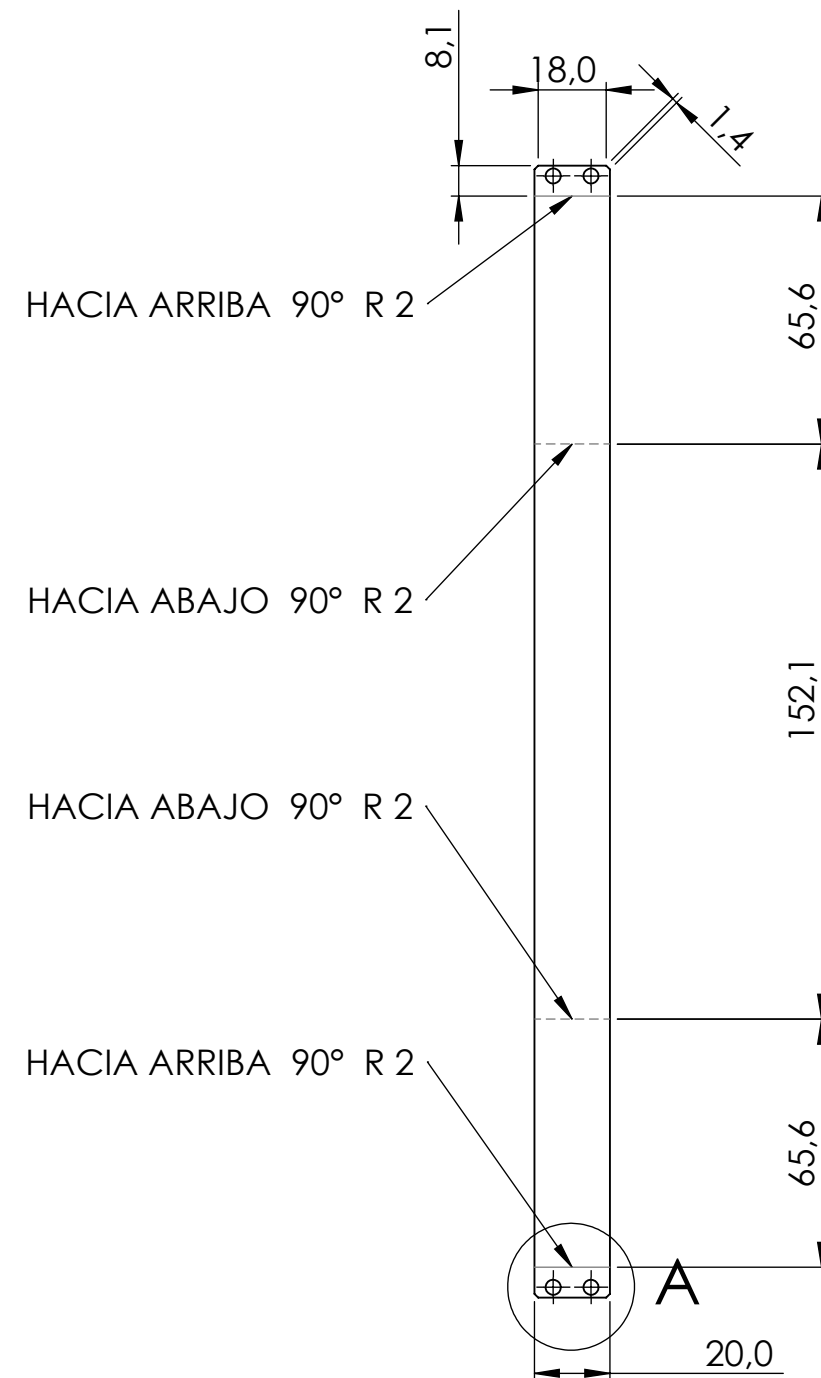 8,1
18,0
1,4
HACIA ARRIBA 90° R 2
65,6
HACIA ABAJO 90° R 2
152,1
HACIA ABAJO 90° R 2
HACIA ARRIBA 90° R 2
65,6
A
20,0